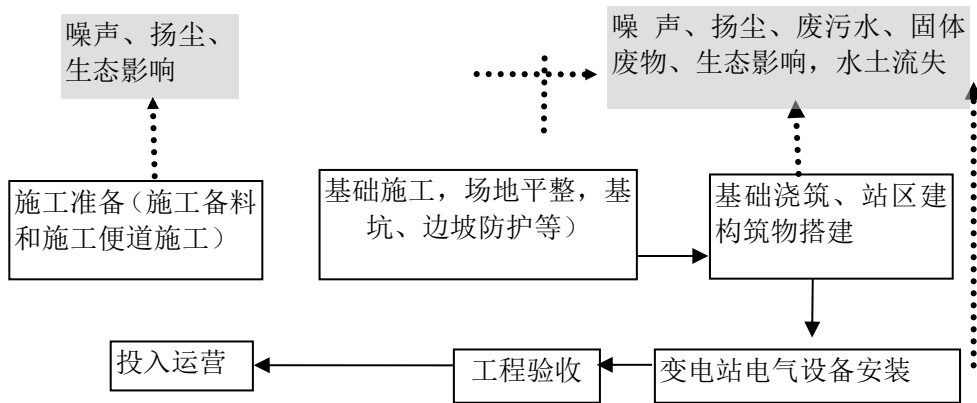 噪声、扬尘、
生态影响
噪 声、扬尘、废污水、固体
废物、生态影响，水土流失
施工准备（施工备料
和施工便道施工）
基础施工，场地平整，基
坑、边坡防护等）
基础浇筑、站区建
构筑物搭建
投入运营
工程验收
变电站电气设备安装